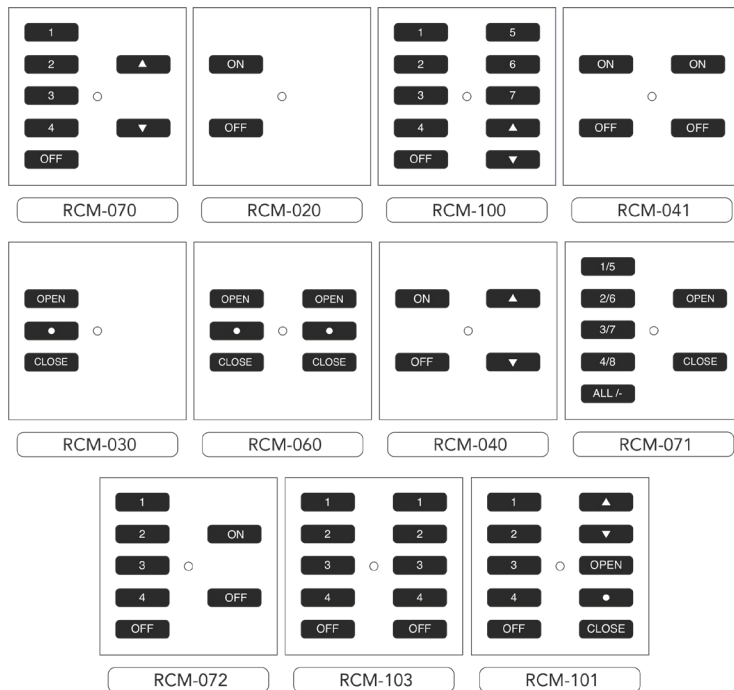 1
2 ▲
3
4 ▼
OFF
RCM-070
ON
OFF
RCM-020
1 5
2 6
3 7
4 ▲
OFF ▼
RCM-100
ON ON
OFF OFF
RCM-041
OPEN
●
CLOSE
RCM-030
OPEN OPEN
● ●
CLOSE CLOSE
RCM-060
ON ▲
OFF ▼
RCM-040
1/5
2/6 OPEN
3/7
4/8 CLOSE
ALL /-
RCM-071
1
2 ON
3
4 OFF
OFF
RCM-072
1 1
2 2
3 3
4 4
OFF OFF
RCM-103
1 ▲
2 ▼
3 OPEN
4 ●
OFF CLOSE
RCM-101